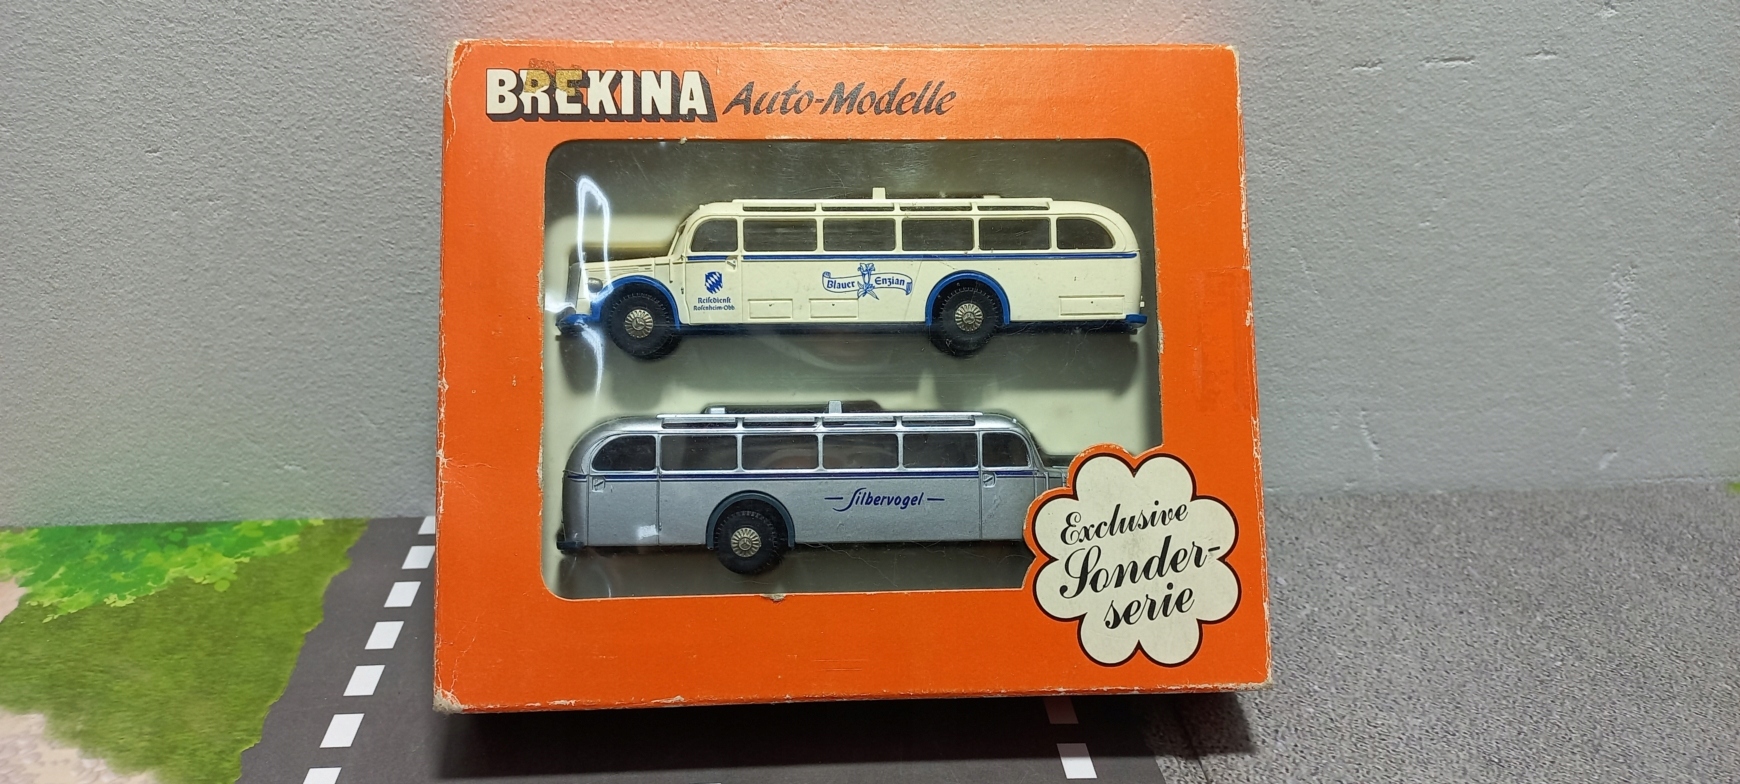 BREKINA Auto-Modelle
Reisedienst
Rosenheim-Obb
Blauer Enzian
Silbervogel
Exclusive
Sonder-
serie